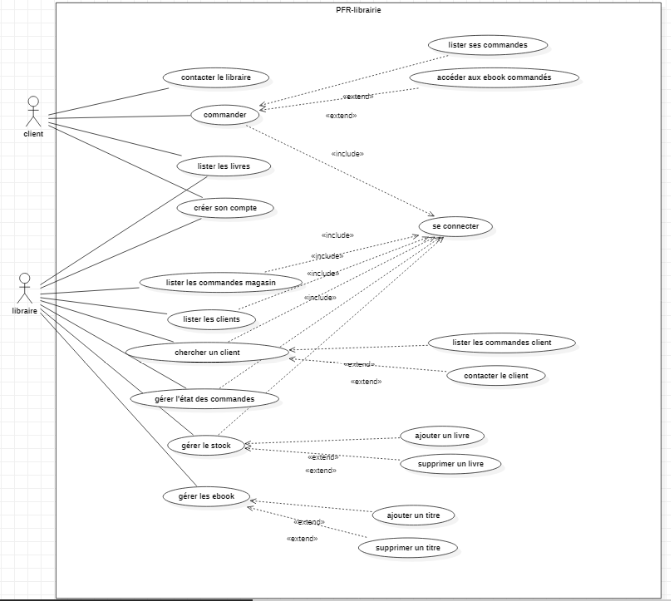 PFR-librairie
lister ses commandes
contacter le libraire
accéder aux ebook commandés
«extend»
commander
«extend»
client
«include»
lister les livres
créer son compte
se connecter
«include»
«include»
«include»
lister les commandes magasin
«include»
libraire
lister les clients
lister les commandes client
chercher un client
«extend»
contacter le client
«extend»
gérer l'état des commandes
ajouter un livre
gérer le stock
«extend»
supprimer un livre
«extend»
gérer les ebook
ajouter un titre
«extend»
«extend»
supprimer un titre